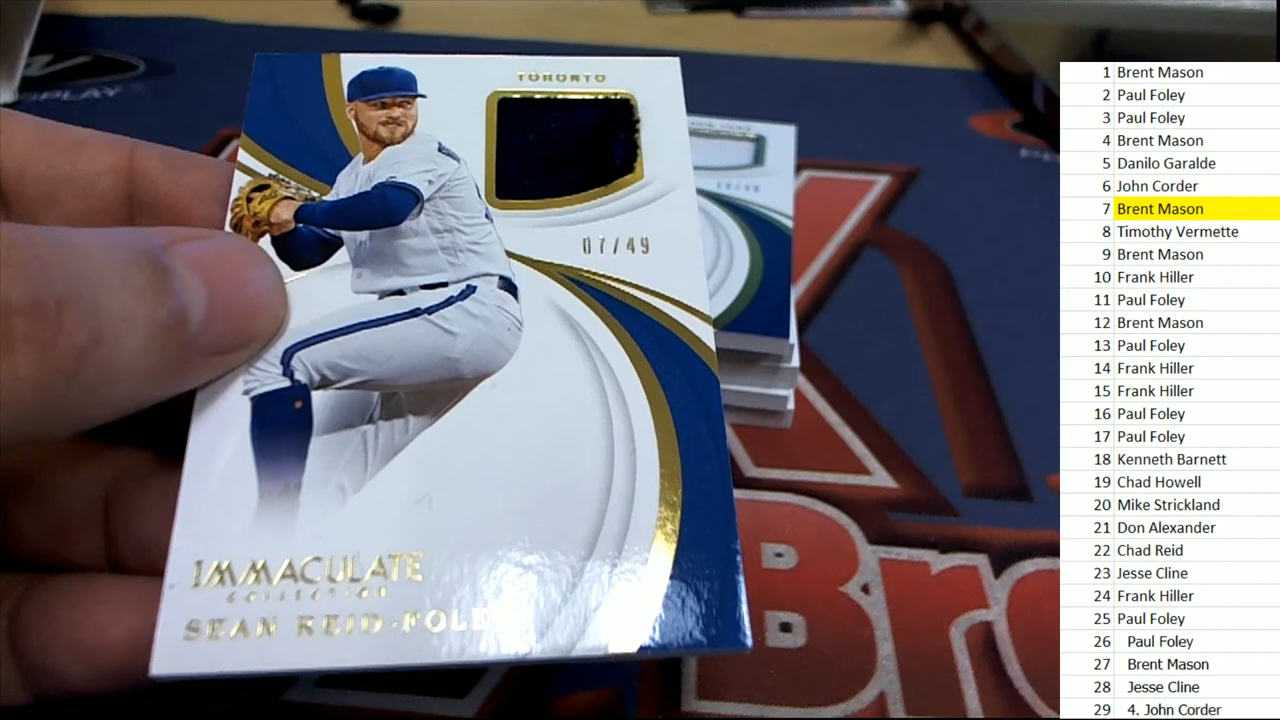 TORONTO
07/49
IMMACULATE
COLLECTION
SEAN REID-FOLE
PLAY
Bro
1 Brent Mason
2 Paul Foley
3 Paul Foley
4 Brent Mason
5 Danilo Garalde
6 John Corder
7 Brent Mason
8 Timothy Vermette
9 Brent Mason
10 Frank Hiller
11 Paul Foley
12 Brent Mason
13 Paul Foley
14 Frank Hiller
15 Frank Hiller
16 Paul Foley
17 Paul Foley
18 Kenneth Barnett
19 Chad Howell
20 Mike Strickland
21 Don Alexander
22 Chad Reid
23 Jesse Cline
24 Frank Hiller
25 Paul Foley
26 Paul Foley
27 Brent Mason
28 Jesse Cline
29 4. John Corder